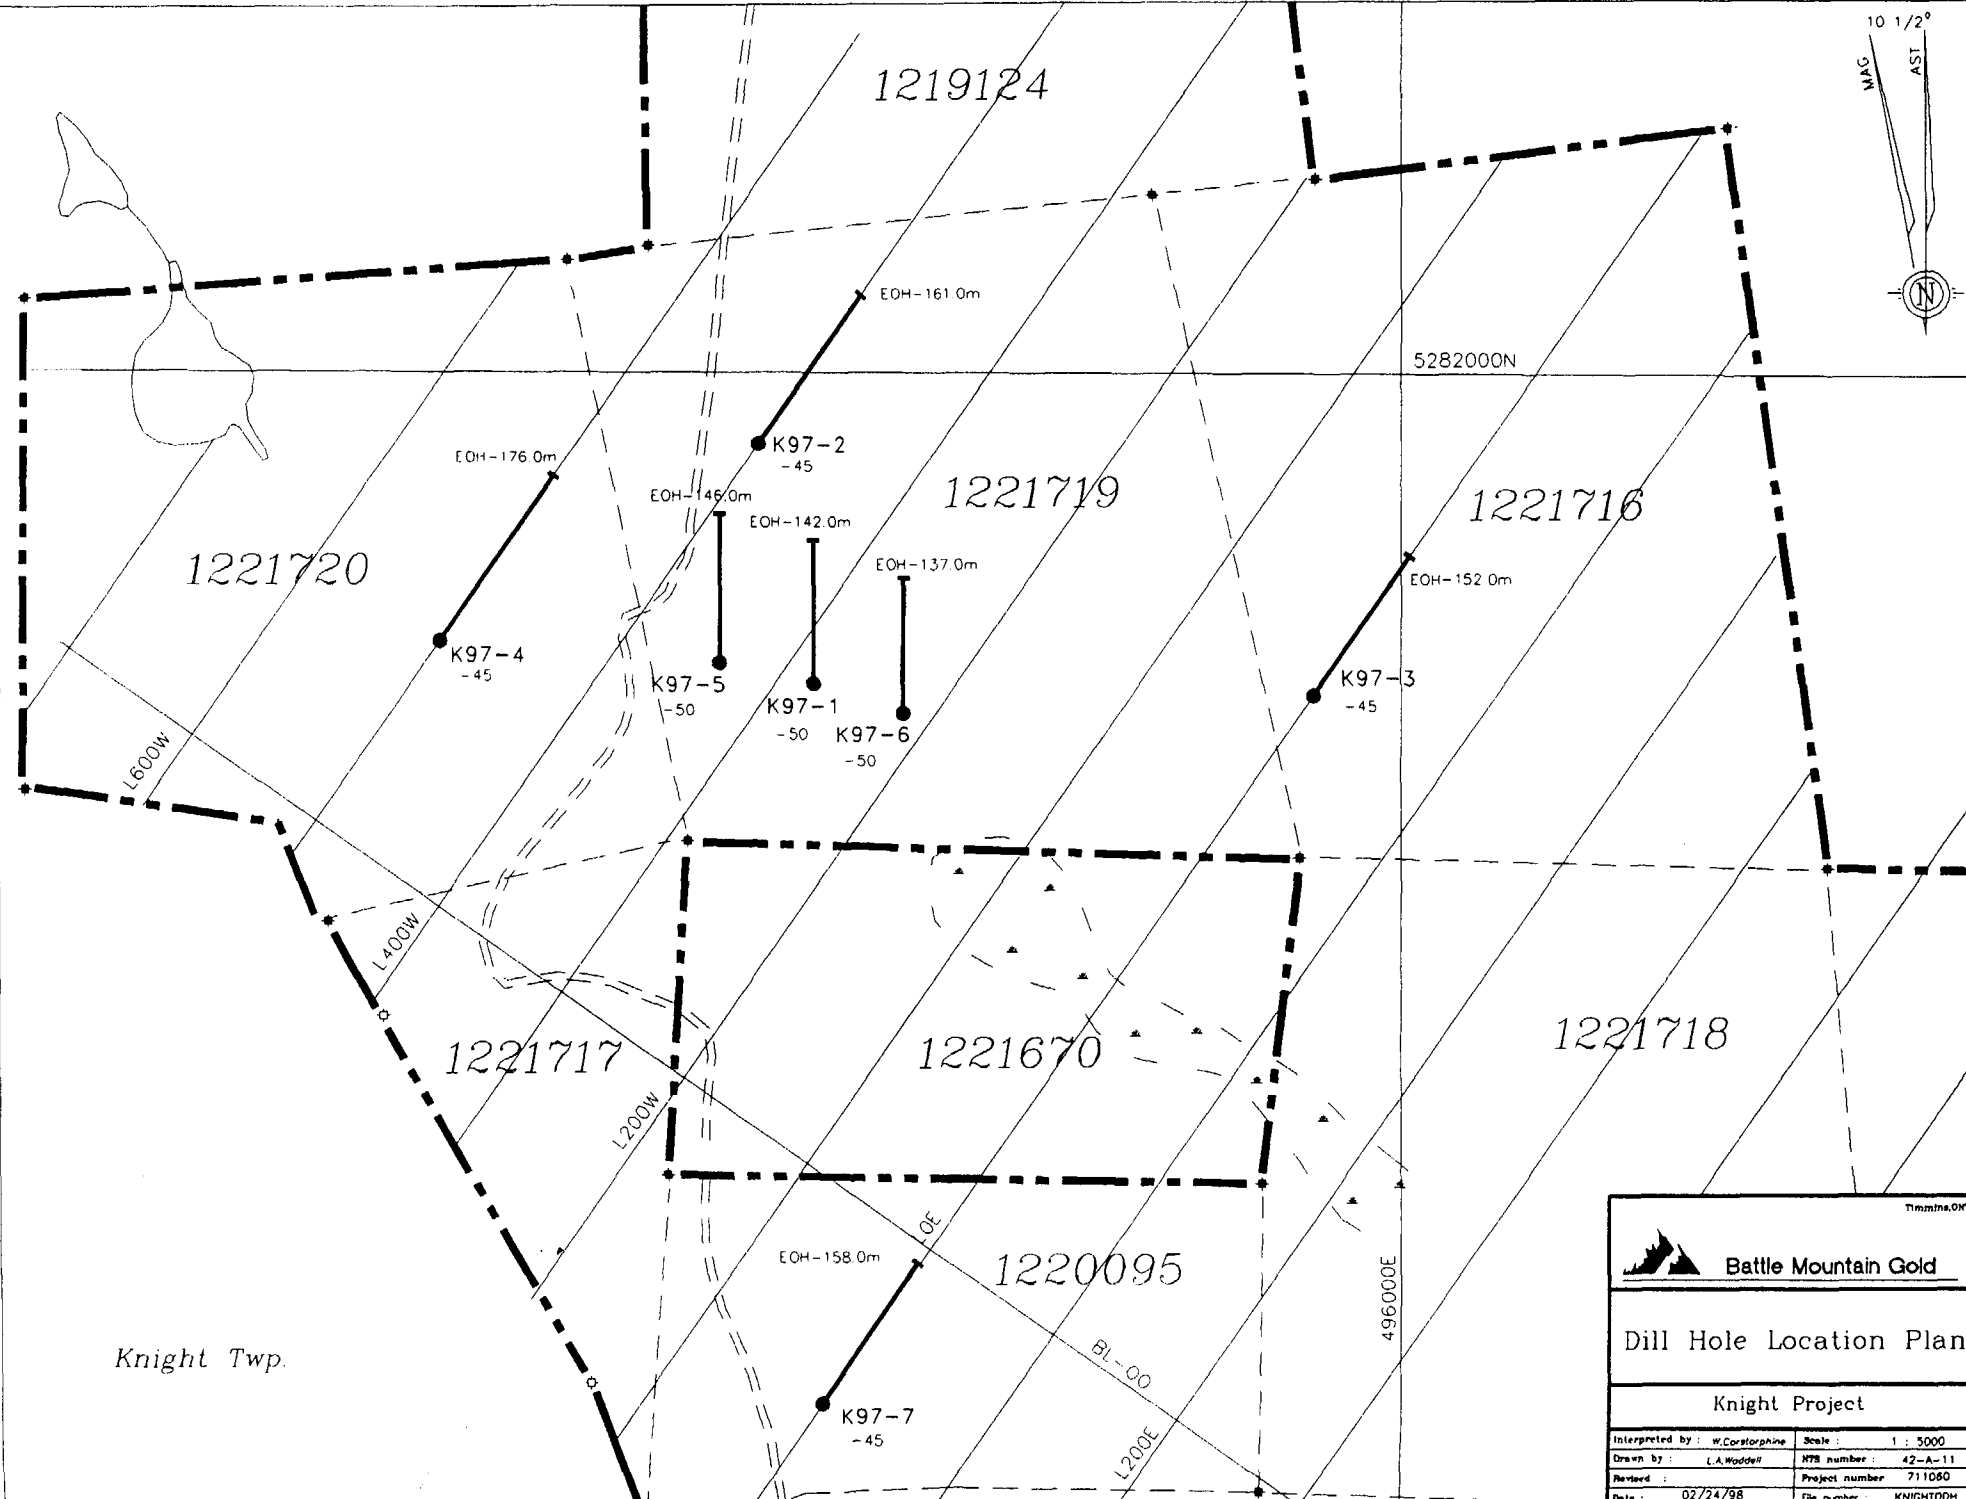 10 1/2°
MAG
AST
N
1219124
EOH-161.0m
5282000N
K97-2
-45
EOH-176.0m
EOH-146.0m
1221719
1221716
EOH-142.0m
EOH-137.0m
EOH-152.0m
1221720
K97-4
-45
K97-5
-50
K97-1
-50
K97-6
-50
K97-3
-45
L600W
L400W
1221717
1221670
1221718
L200W
L0E
EOH-158.0m
1220095
496000E
BL-00
Knight Twp.
K97-7
-45
L200E
Timmins,ON
Battle Mountain Gold
Dill Hole Location Plan
Knight Project
Interpreted by : W.Corstorphine Scale : 1 : 5000
Drawn by : L.A.Waddell NTS number : 42-A-11
Revised : Project number 711060
Date : 02/24/98 File number : KNIGHTDDH